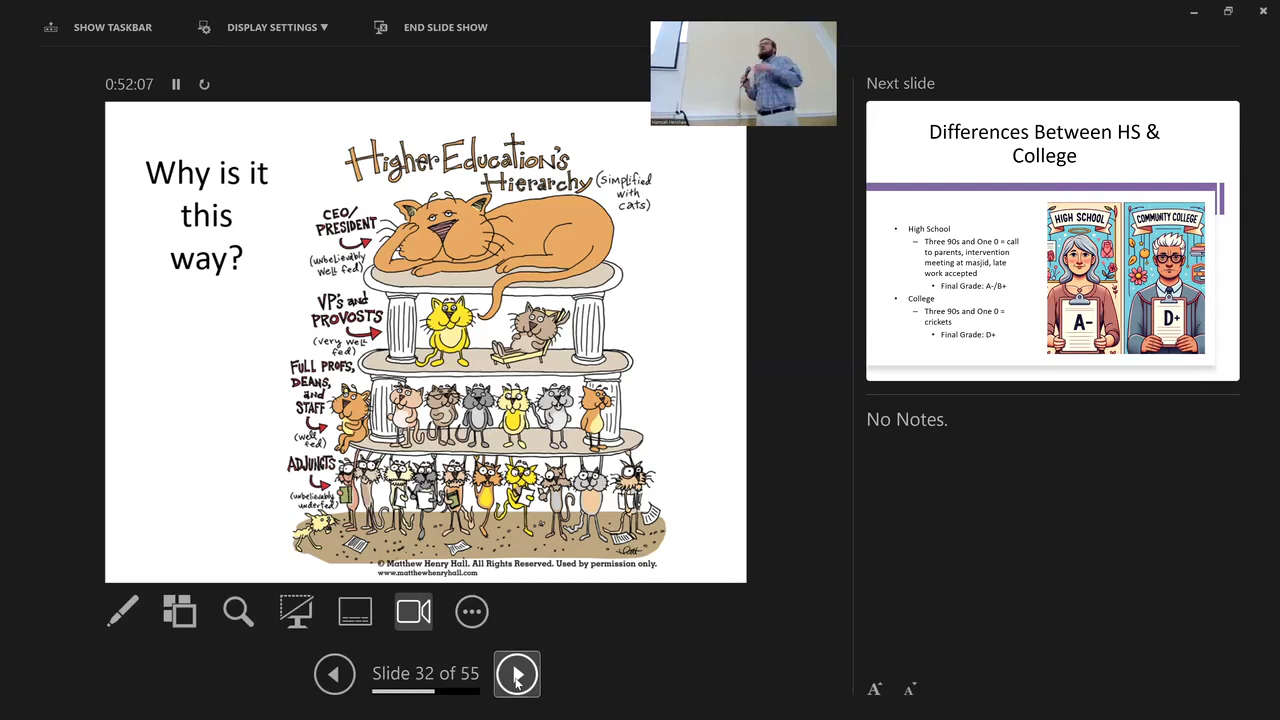 SHOW TASKBAR
DISPLAY SETTINGS ▼
END SLIDE SHOW
0:52:07
Why is it
this
way?
Higher Education's
Hierarchy
(simplified
with
cats)
CEO/
PRESIDENT
(unbelievably
well fed)
VP's and
PROVOSTS
(very well
fed)
FULL PROFS,
DEANS,
and
STAFF
(well
fed)
ADJUNCTS
(unbelievably
underfed)
© Matthew Henry Hall. All Rights Reserved. Used by permission only.
www.matthewhenryhall.com
Slide 32 of 55
Next slide
Differences Between HS &
College
• High School
– Three 90s and One 0 = call
to parents, intervention
meeting at masjid, late
work accepted
• Final Grade: A-/B+
• College
– Three 90s and One 0 =
crickets
• Final Grade: D+
HIGH SCHOOL
COMMUNITY COLLEGE
A-
D+
No Notes.
A
A